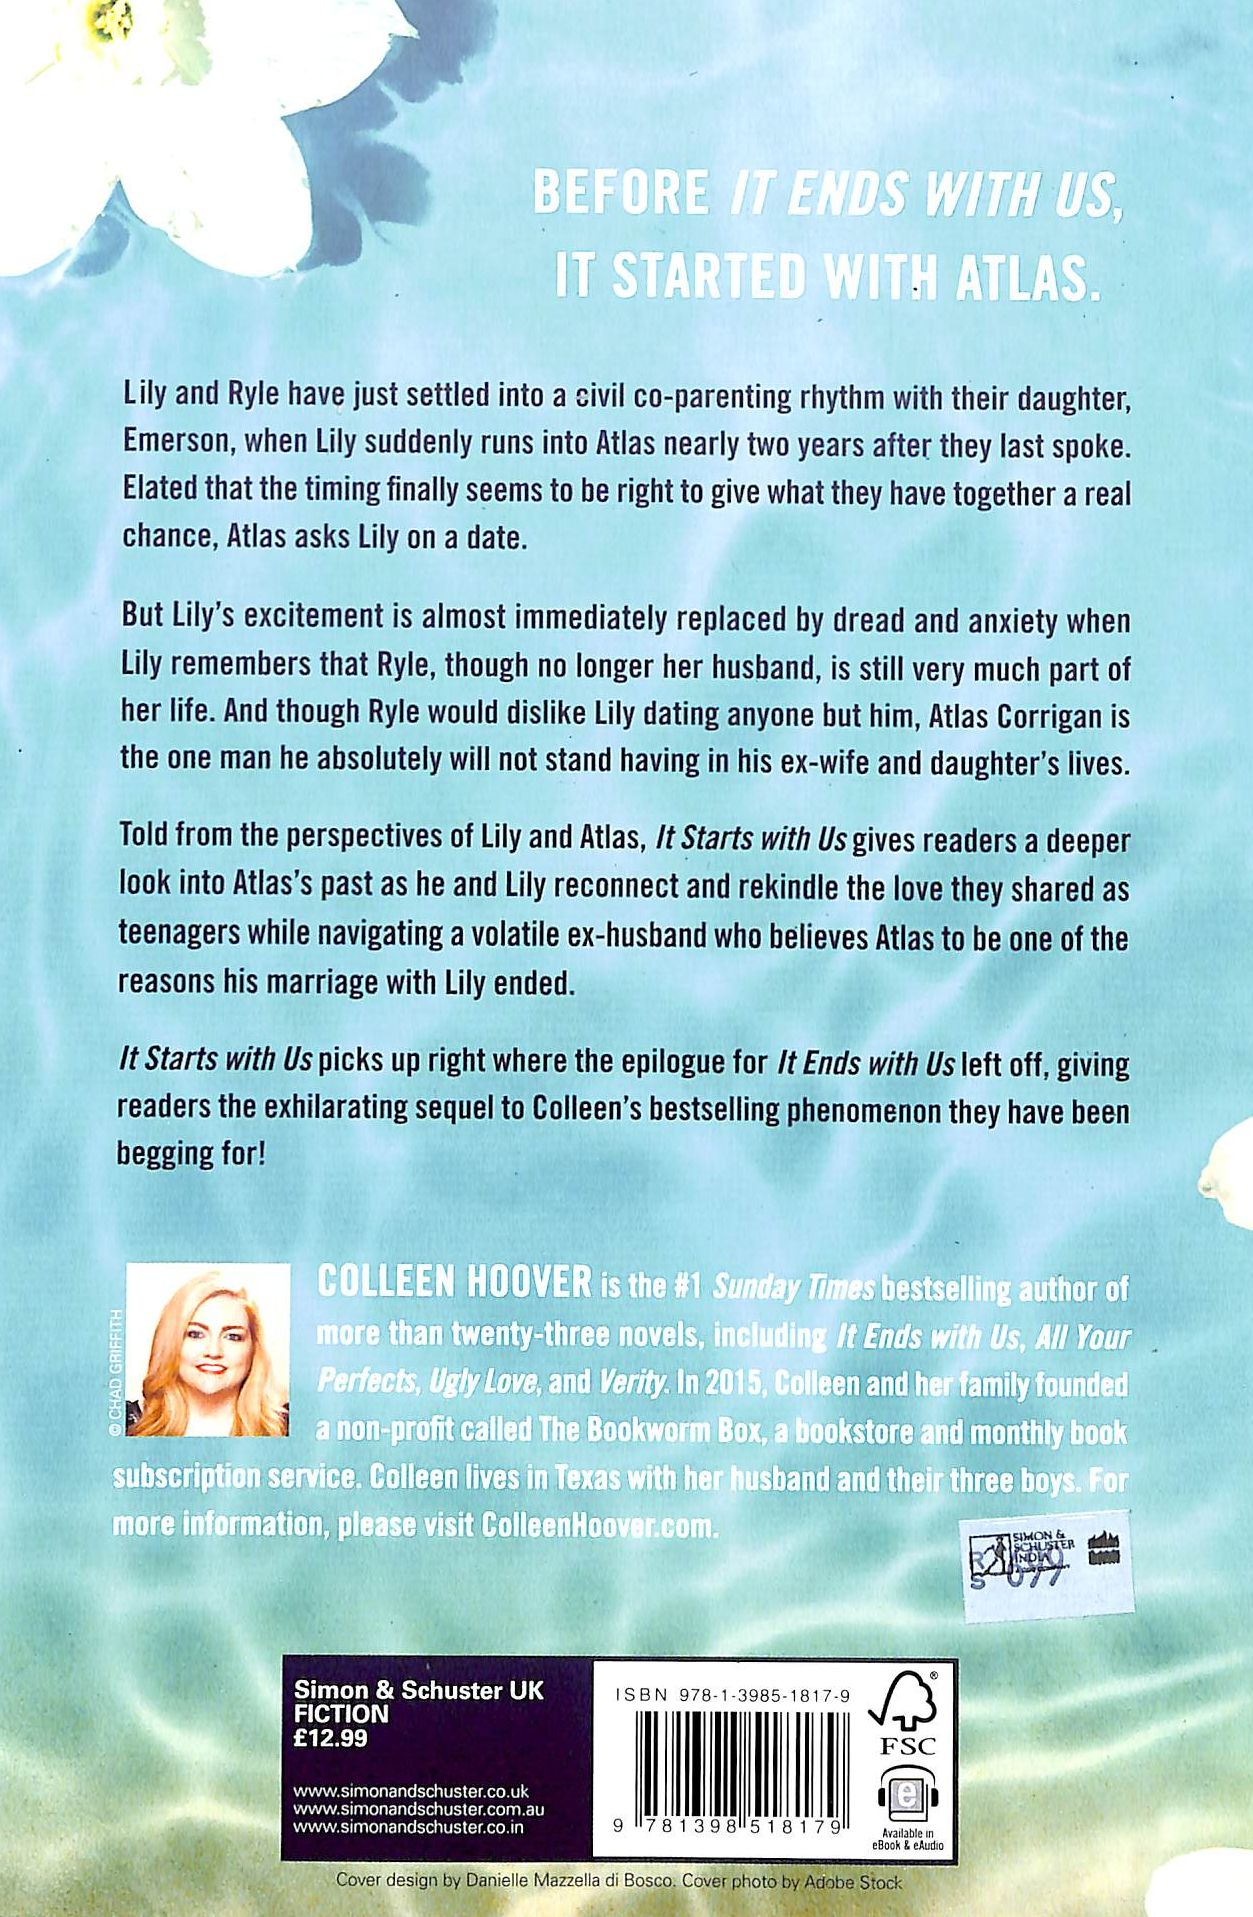 BEFORE IT ENDS WITH US,
IT STARTED WITH ATLAS.
Lily and Ryle have just settled into a civil co-parenting rhythm with their daughter,
Emerson, when Lily suddenly runs into Atlas nearly two years after they last spoke.
Elated that the timing finally seems to be right to give what they have together a real
chance, Atlas asks Lily on a date.
But Lily's excitement is almost immediately replaced by dread and anxiety when
Lily remembers that Ryle, though no longer her husband, is still very much part of
her life. And though Ryle would dislike Lily dating anyone but him, Atlas Corrigan is
the one man he absolutely will not stand having in his ex-wife and daughter's lives.
Told from the perspectives of Lily and Atlas, It Starts with Us gives readers a deeper
look into Atlas's past as he and Lily reconnect and rekindle the love they shared as
teenagers while navigating a volatile ex-husband who believes Atlas to be one of the
reasons his marriage with Lily ended.
It Starts with Us picks up right where the epilogue for It Ends with Us left off, giving
readers the exhilarating sequel to Colleen's bestselling phenomenon they have been
begging for!
© CHAD GRIFFITH
COLLEEN HOOVER is the #1 Sunday Times bestselling author of
more than twenty-three novels, including It Ends with Us, All Your
Perfects, Ugly Love, and Verity. In 2015, Colleen and her family founded
a non-profit called The Bookworm Box, a bookstore and monthly book
subscription service. Colleen lives in Texas with her husband and their three boys. For
more information, please visit ColleenHoover.com.
SIMON &
SCHUSTER
INDIA
Simon & Schuster UK
FICTION
£12.99
www.simonandschuster.co.uk
www.simonandschuster.com.au
www.simonandschuster.co.in
ISBN 978-1-3985-1817-9
9 781398 518179
FSC
e
Available in
eBook & eAudio
Cover design by Danielle Mazzella di Bosco. Cover photo by Adobe Stock